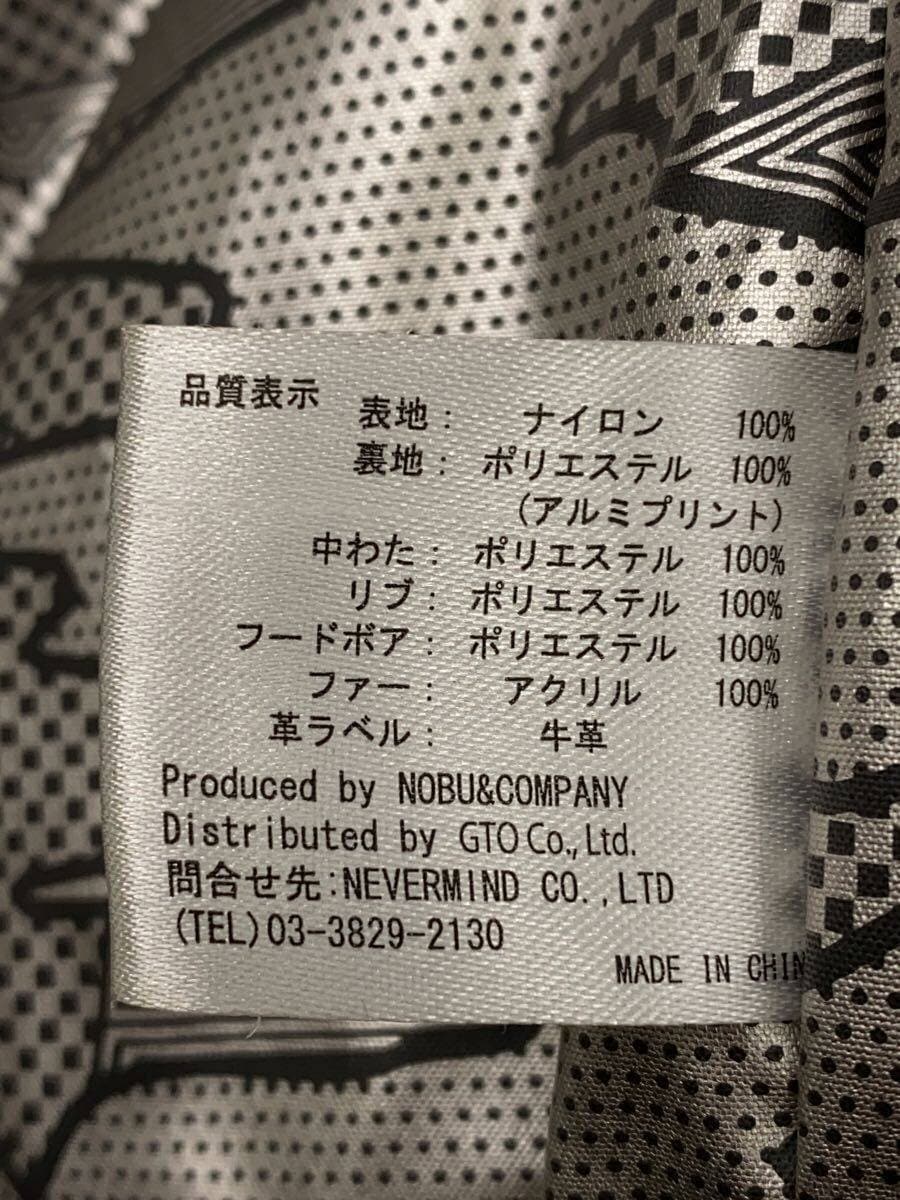 品質表示
表地： ナイロン 100%
裏地： ポリエステル 100%
(アルミプリント)
中わた： ポリエステル 100%
リブ： ポリエステル 100%
フードボア： ポリエステル 100%
ファー： アクリル 100%
革ラベル： 牛革
Produced by NOBU&COMPANY
Distributed by GTO Co., Ltd.
問合せ先:NEVERMIND CO.,LTD
(TEL)03-3829-2130
MADE IN CHIN